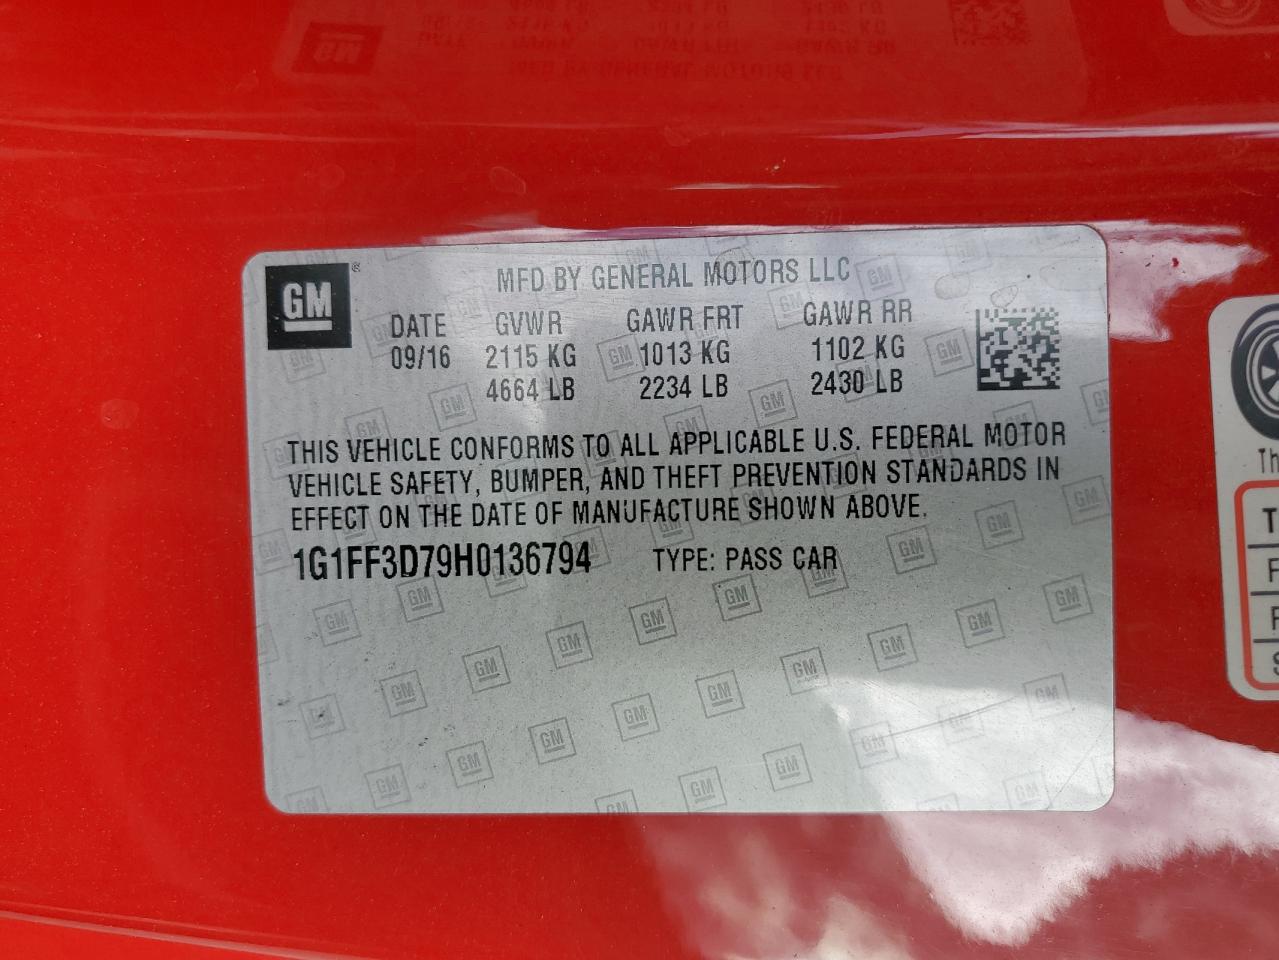 GM
MFD BY GENERAL MOTORS LLC
DATE GVWR GAWR FRT GAWR RR
09/16 2115 KG 1013 KG 1102 KG
4664 LB 2234 LB 2430 LB
THIS VEHICLE CONFORMS TO ALL APPLICABLE U.S. FEDERAL MOTOR
VEHICLE SAFETY, BUMPER, AND THEFT PREVENTION STANDARDS IN
EFFECT ON THE DATE OF MANUFACTURE SHOWN ABOVE.
1G1FF3D79H0136794 TYPE: PASS CAR